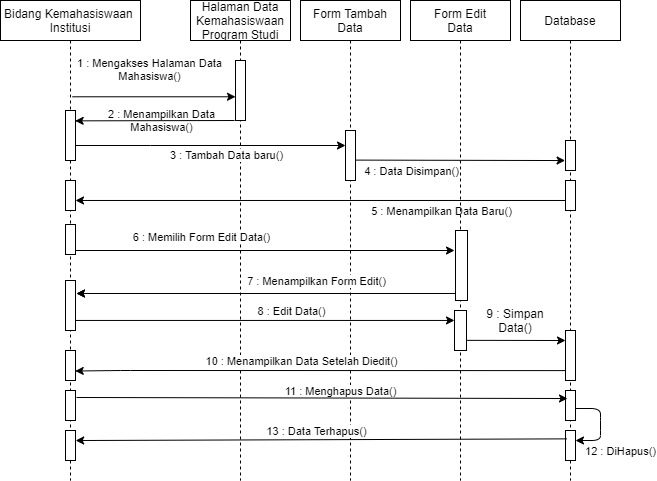 Bidang Kemahasiswaan
Institusi
Halaman Data
Kemahasiswaan
Program Studi
Form Tambah
Data
Form Edit
Data
Database
1 : Mengakses Halaman Data
Mahasiswa()
2 : Menampilkan Data
Mahasiswa()
3 : Tambah Data baru()
4 : Data Disimpan()
5 : Menampilkan Data Baru()
6 : Memilih Form Edit Data()
7 : Menampilkan Form Edit()
8 : Edit Data()
9 : Simpan
Data()
10 : Menampilkan Data Setelah Diedit()
11 : Menghapus Data()
12 : DiHapus()
13 : Data Terhapus()